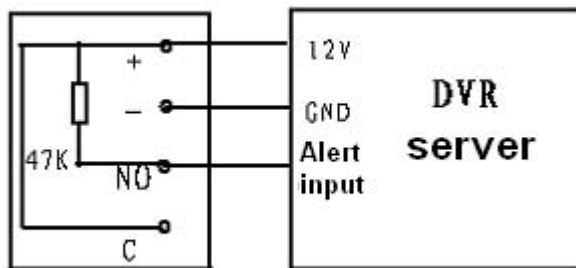 +
−
47K
NO
C
12V
GND
Alert
input
DVR
server